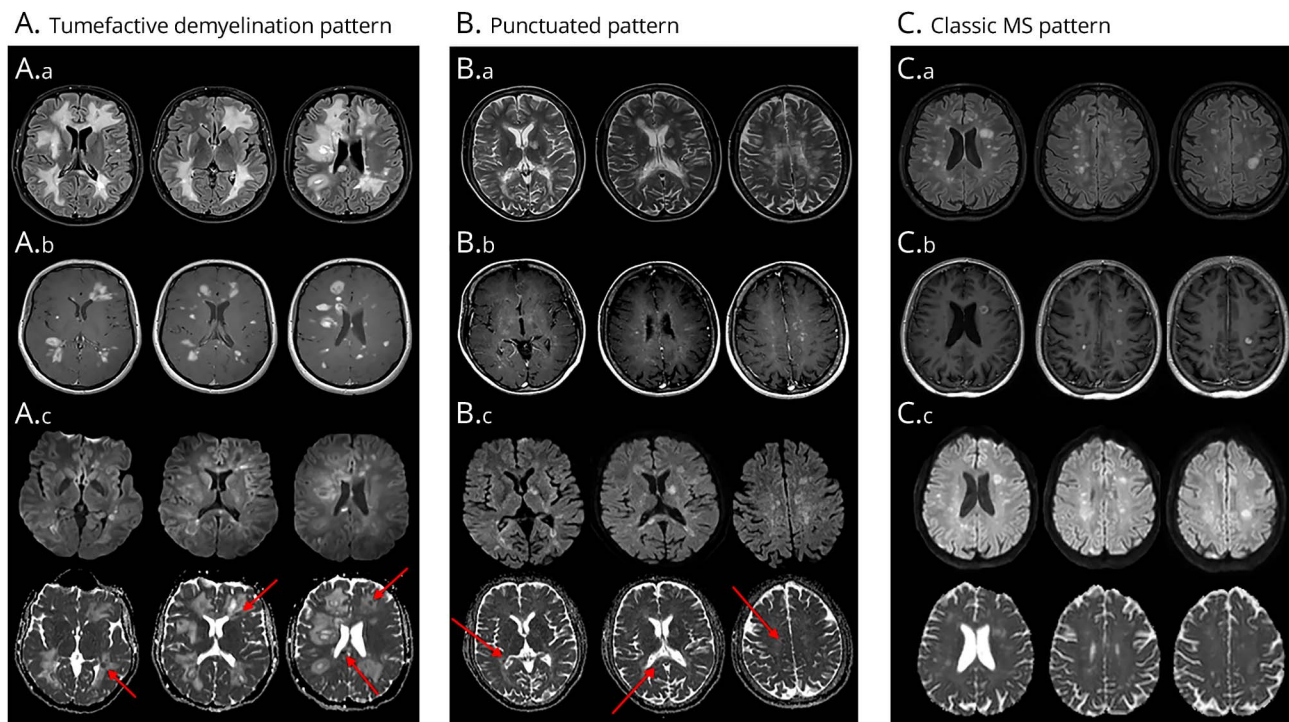 A. Tumefactive demyelination pattern
A.a
A.b
A.c
B. Punctuated pattern
B.a
B.b
B.c
C. Classic MS pattern
C.a
C.b
C.c